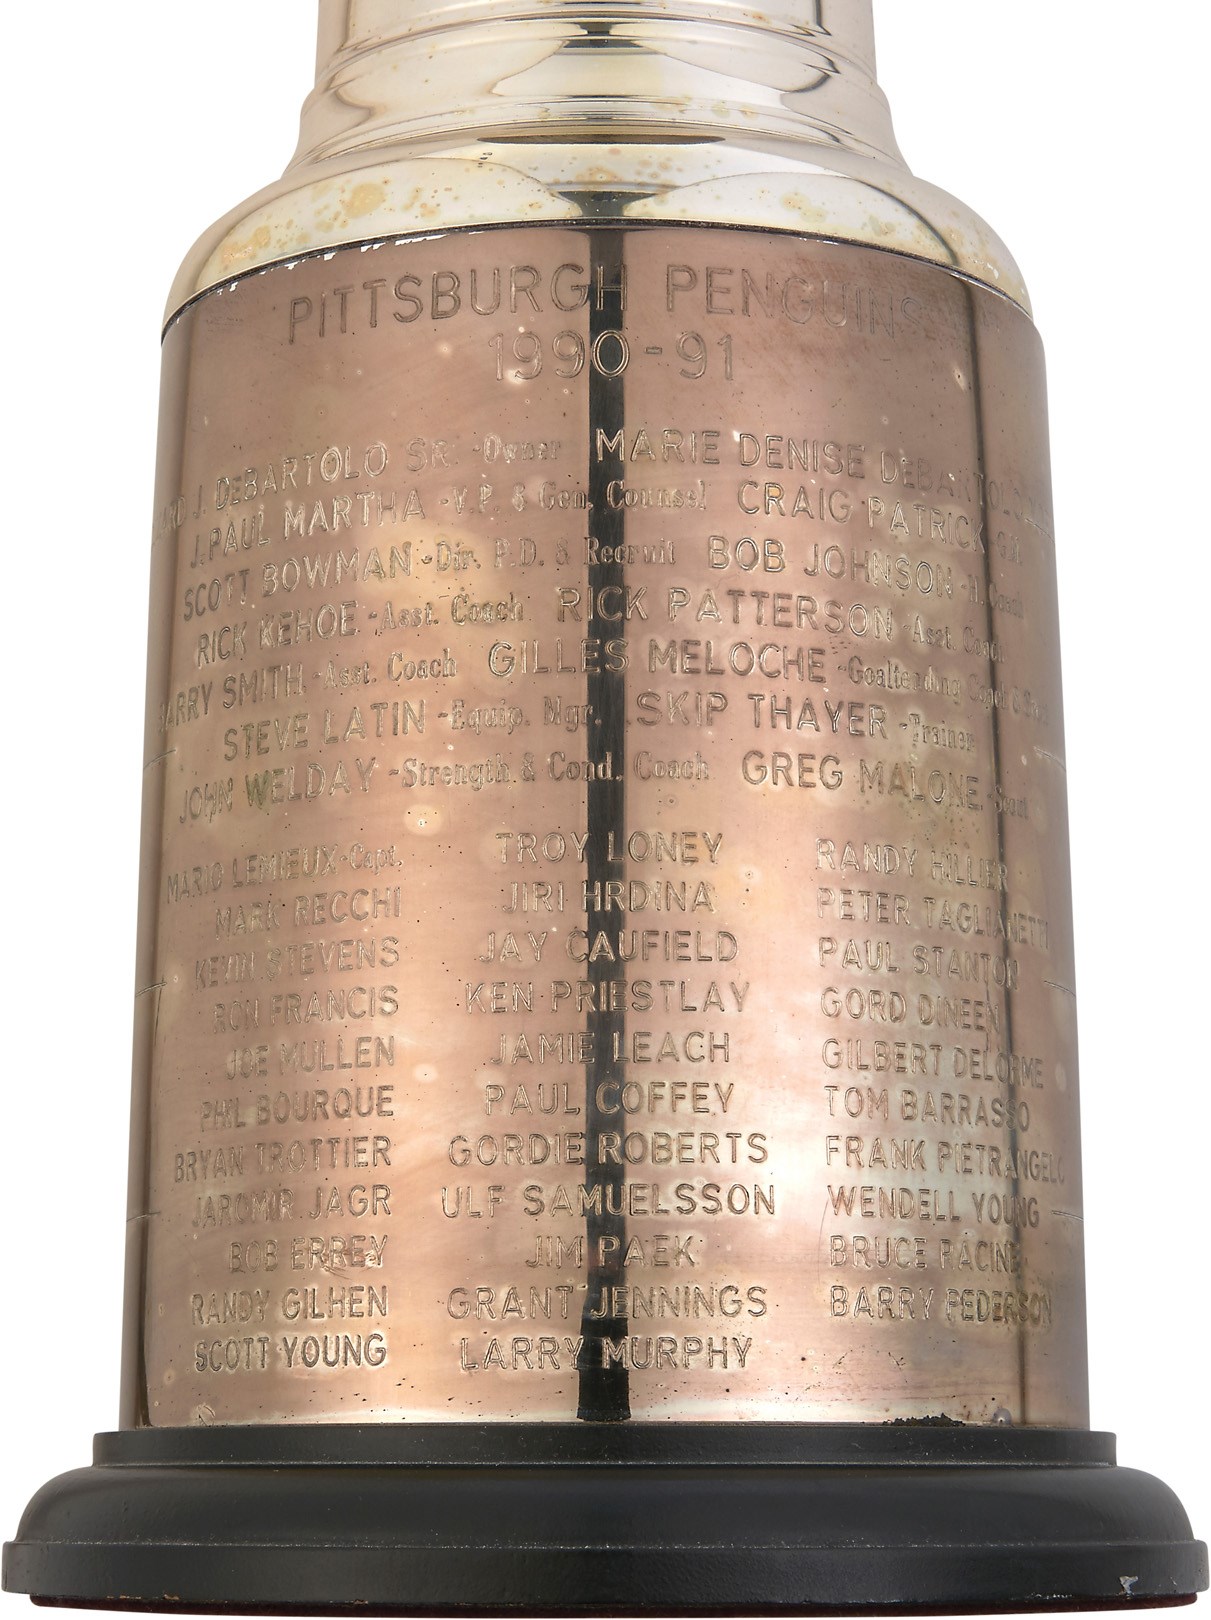 PITTSBURGH PENGUINS
1990-91
J. DEBARTOLO SR. -Owner MARIE DENISE DEBARTOLO
J. PAUL MARTHA -V.P. & Gen. Counsel CRAIG PATRICK GM
SCOTT BOWMAN -Dir. P.D. & Recruit BOB JOHNSON -H. Coach
RICK KEHOE -Asst. Coach RICK PATTERSON -Asst. Coach
BARRY SMITH -Asst. Coach GILLES MELOCHE -Goaltending Coach &
STEVE LATIN -Equip. Mgr. SKIP THAYER -Trainer
JOHN WELDAY -Strength & Cond. Coach GREG MALONE -Scout
MARIO LEMIEUX-Capt. TROY LONEY RANDY HILLIER
MARK RECCHI JIRI HRDINA PETER TAGLIANETTI
KEVIN STEVENS JAY CAUFIELD PAUL STANTON
RON FRANCIS KEN PRIESTLAY GORD DINEEN
JOE MULLEN JAMIE LEACH GILBERT DELORME
PHIL BOURQUE PAUL COFFEY TOM BARRASSO
BRYAN TROTTIER GORDIE ROBERTS FRANK PIETRANGELO
JAROMIR JAGR ULF SAMUELSSON WENDELL YOUNG
BOB ERREY JIM PAEK BRUCE RACINE
RANDY GILHEN GRANT JENNINGS BARRY PEDERSON
SCOTT YOUNG LARRY MURPHY